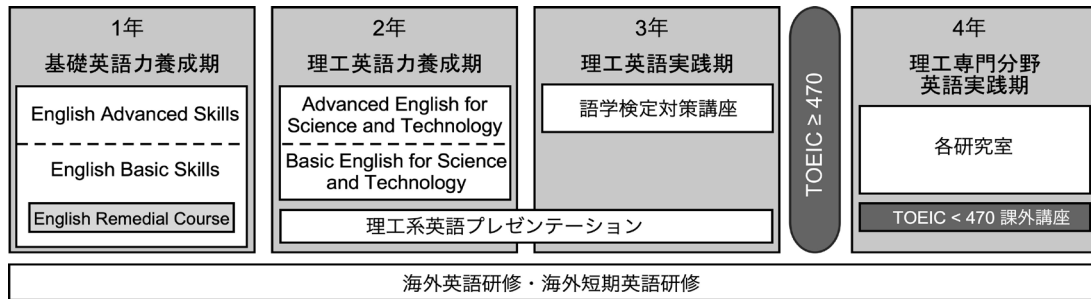 1年
基礎英語力養成期
English Advanced Skills
English Basic Skills
English Remedial Course
2年
理工英語力養成期
Advanced English for
Science and Technology
Basic English for Science
and Technology
3年
理工英語実践期
語学検定対策講座
理工系英語プレゼンテーション
TOEIC ≥ 470
4年
理工専門分野
英語実践期
各研究室
TOEIC < 470 課外講座
海外英語研修・海外短期英語研修